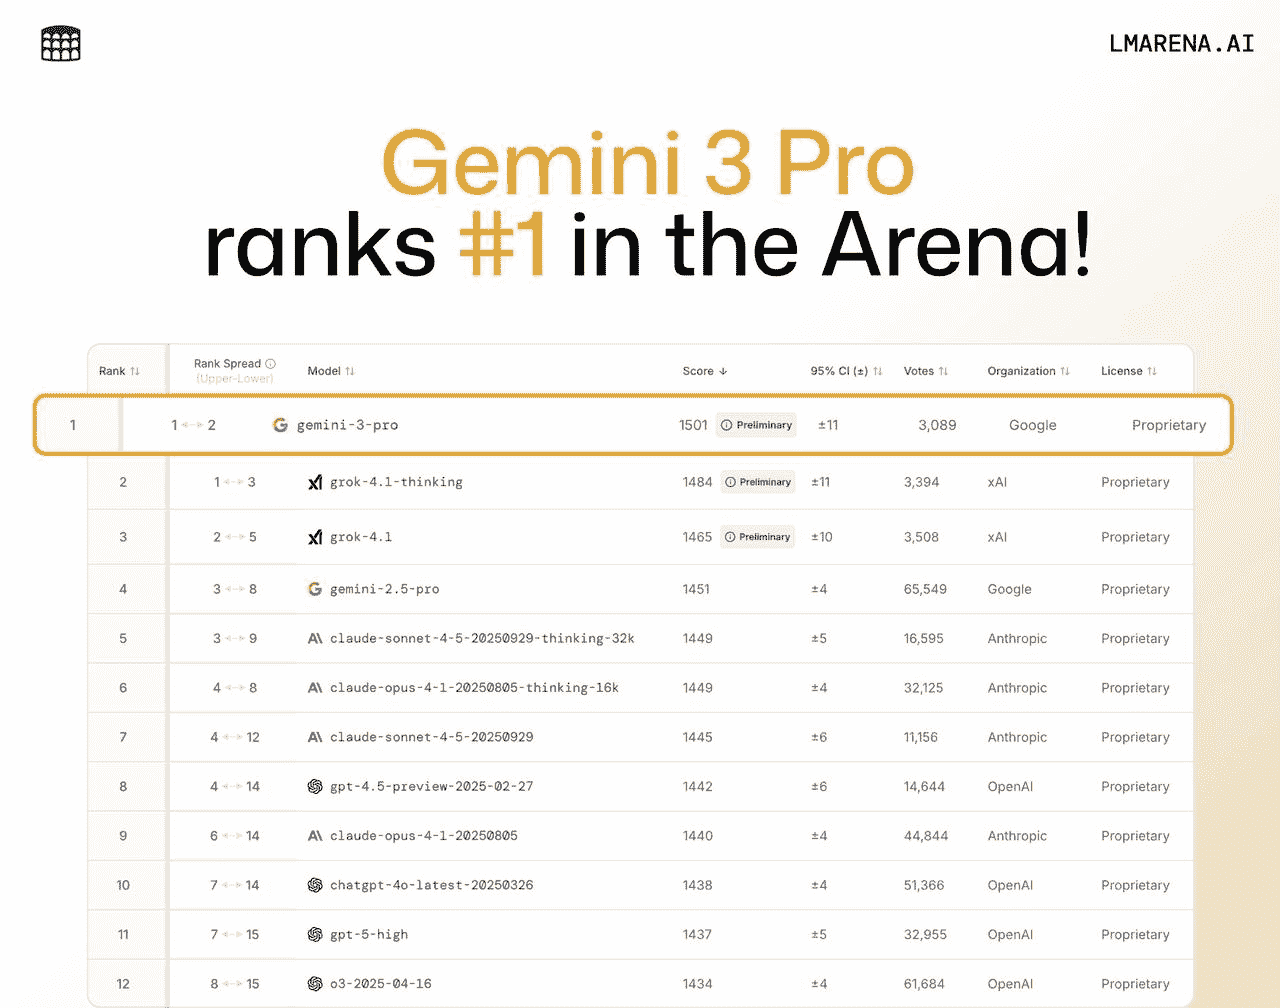 LMARENA.AI
Gemini 3 Pro
ranks #1 in the Arena!
Rank Rank Spread (Upper-Lower) Model Score 95% CI (±) Votes Organization License
1 1 2 gemini-3-pro 1501 Preliminary ±11 3,089 Google Proprietary
2 1 3 grok-4.1-thinking 1484 Preliminary ±11 3,394 xAI Proprietary
3 2 5 grok-4.1 1465 Preliminary ±10 3,508 xAI Proprietary
4 3 8 gemini-2.5-pro 1451 ±4 65,549 Google Proprietary
5 3 9 claude-sonnet-4-5-20250929-thinking-32k 1449 ±5 16,595 Anthropic Proprietary
6 4 8 claude-opus-4-1-20250805-thinking-16k 1449 ±4 32,125 Anthropic Proprietary
7 4 12 claude-sonnet-4-5-20250929 1445 ±6 11,156 Anthropic Proprietary
8 4 14 gpt-4.5-preview-2025-02-27 1442 ±6 14,644 OpenAI Proprietary
9 6 14 claude-opus-4-1-20250805 1440 ±4 44,844 Anthropic Proprietary
10 7 14 chatgpt-4o-latest-20250326 1438 ±4 51,366 OpenAI Proprietary
11 7 15 gpt-5-high 1437 ±5 32,955 OpenAI Proprietary
12 8 15 o3-2025-04-16 1434 ±4 61,684 OpenAI Proprietary